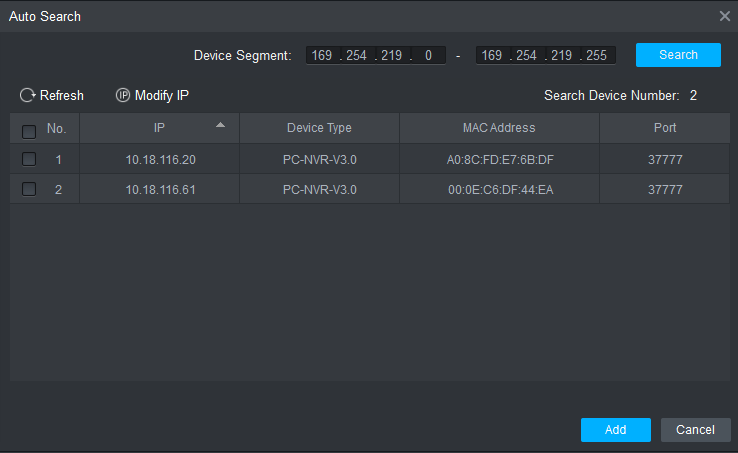 Auto Search
Device Segment: 169 . 254 . 219 . 0 - 169 . 254 . 219 . 255 Search
Refresh IP Modify IP Search Device Number: 2
No. IP Device Type MAC Address Port
1 10.18.116.20 PC-NVR-V3.0 A0:8C:FD:E7:6B:DF 37777
2 10.18.116.61 PC-NVR-V3.0 00:0E:C6:DF:44:EA 37777
Add Cancel